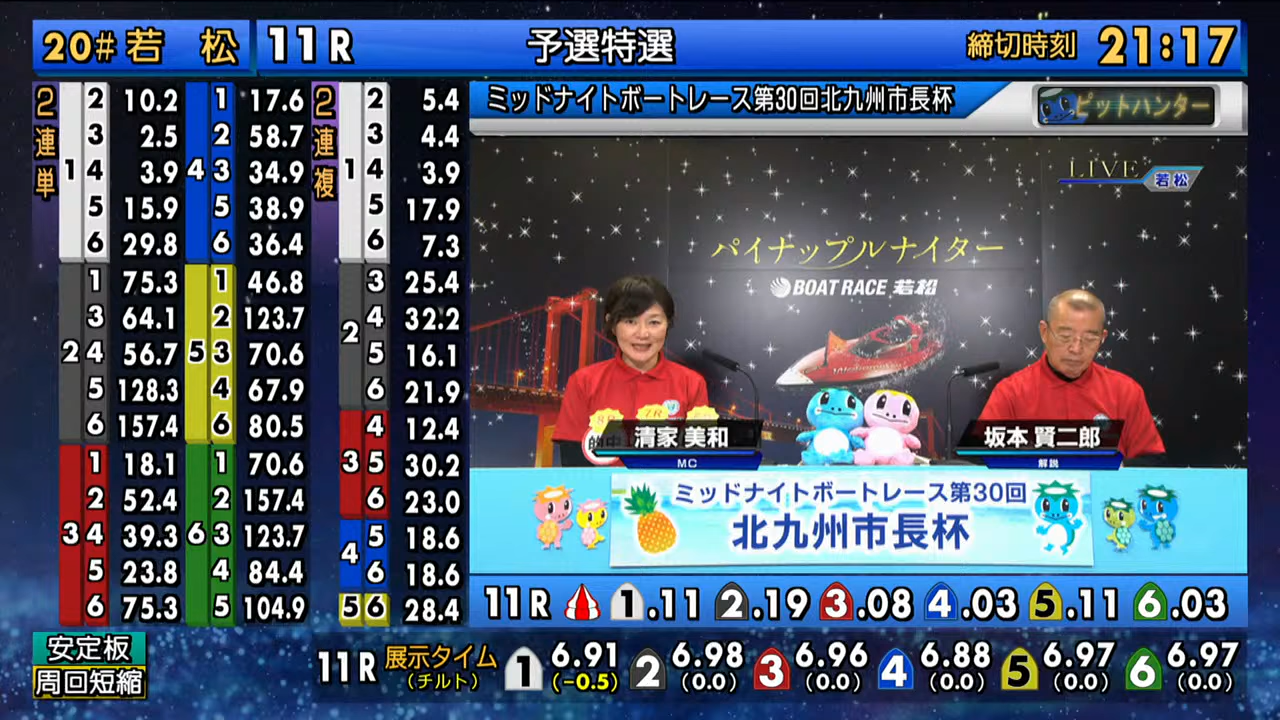 20# 若 松
11R
予選特選
締切時刻 21:17
2連単
1
2 10.2
3 2.5
4 3.9
5 15.9
6 29.8
2
1 75.3
3 64.1
4 56.7
5 128.3
6 157.4
3
1 18.1
2 52.4
4 39.3
5 23.8
6 75.3
4
1 17.6
2 58.7
3 34.9
5 38.9
6 36.4
5
1 46.8
2 123.7
3 70.6
4 67.9
6 80.5
6
1 70.6
2 157.4
3 123.7
4 84.4
5 104.9
2連複
1
2 5.4
3 4.4
4 3.9
5 17.9
6 7.3
2
3 25.4
4 32.2
5 16.1
6 21.9
3
4 12.4
5 30.2
6 23.0
4
5 18.6
6 18.6
5 6 28.4
ミッドナイトボートレース第30回北九州市長杯
ピットハンター
LIVE 若松
パイナップルナイター
BOAT RACE 若松
8R 7R
的中
清家 美和
MC
坂本 賢二郎
解説
ミッドナイトボートレース第30回
北九州市長杯
11R 1 .11 2 .19 3 .08 4 .03 5 .11 6 .03
安定板
周回短縮
11R 展示タイム 1 6.91 2 6.98 3 6.96 4 6.88 5 6.97 6 6.97
(チルト) (-0.5) (0.0) (0.0) (0.0) (0.0) (0.0)